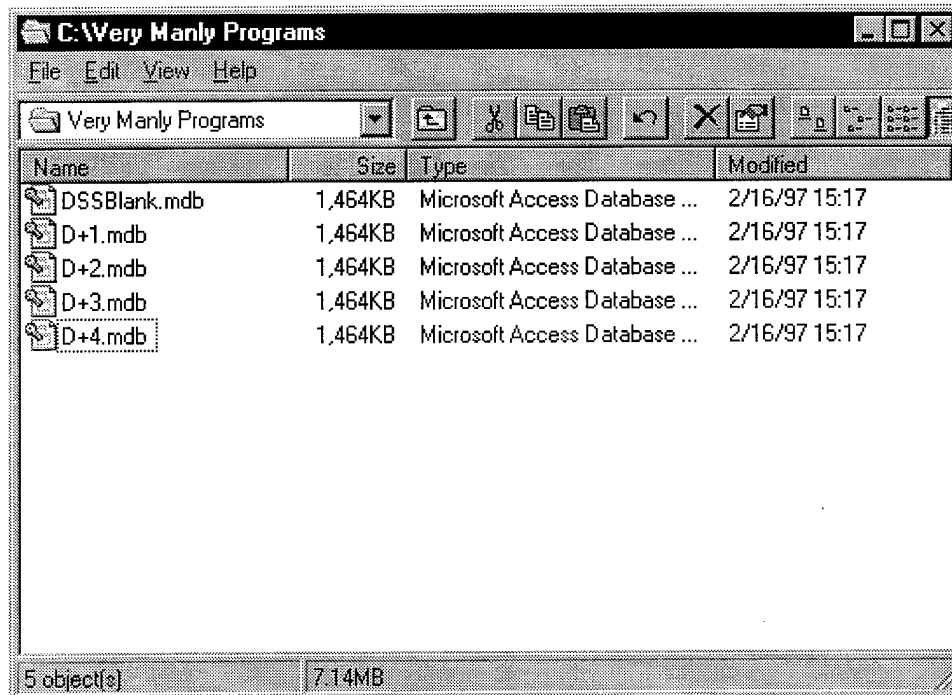 C:\Very Manly Programs
File Edit View Help
Very Manly Programs
Name Size Type Modified
DSSBlank.mdb 1,464KB Microsoft Access Database ... 2/16/97 15:17
D+1.mdb 1,464KB Microsoft Access Database ... 2/16/97 15:17
D+2.mdb 1,464KB Microsoft Access Database ... 2/16/97 15:17
D+3.mdb 1,464KB Microsoft Access Database ... 2/16/97 15:17
D+4.mdb 1,464KB Microsoft Access Database ... 2/16/97 15:17
5 object(s) 7.14MB